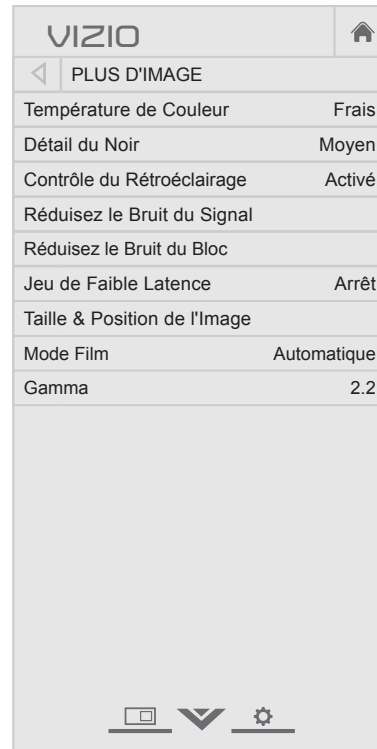 VIZIO
PLUS D'IMAGE
Température de Couleur Frais
Détail du Noir Moyen
Contrôle du Rétroéclairage Activé
Réduisez le Bruit du Signal
Réduisez le Bruit du Bloc
Jeu de Faible Latence Arrêt
Taille & Position de l'Image
Mode Film Automatique
Gamma 2.2